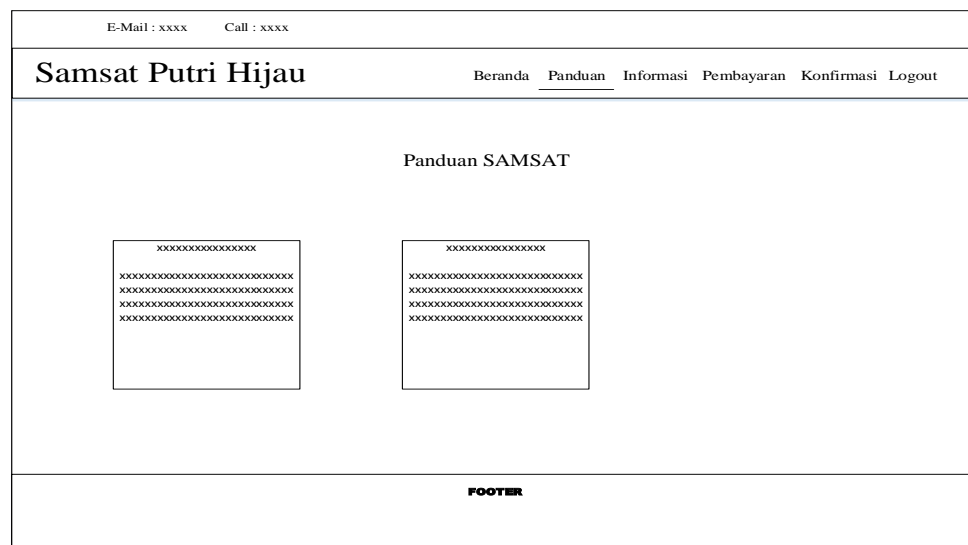 E-Mail : xxxx Call : xxxx
Samsat Putri Hijau
Beranda Panduan Informasi Pembayaran Konfirmasi Logout
Panduan SAMSAT
xxxxxxxxxxxxxxxx
xxxxxxxxxxxxxxxxxxxxxxxxxxxx
xxxxxxxxxxxxxxxxxxxxxxxxxxxx
xxxxxxxxxxxxxxxxxxxxxxxxxxxx
xxxxxxxxxxxxxxxxxxxxxxxxxxxx
xxxxxxxxxxxxxxxx
xxxxxxxxxxxxxxxxxxxxxxxxxxxx
xxxxxxxxxxxxxxxxxxxxxxxxxxxx
xxxxxxxxxxxxxxxxxxxxxxxxxxxx
xxxxxxxxxxxxxxxxxxxxxxxxxxxx
FOOTER